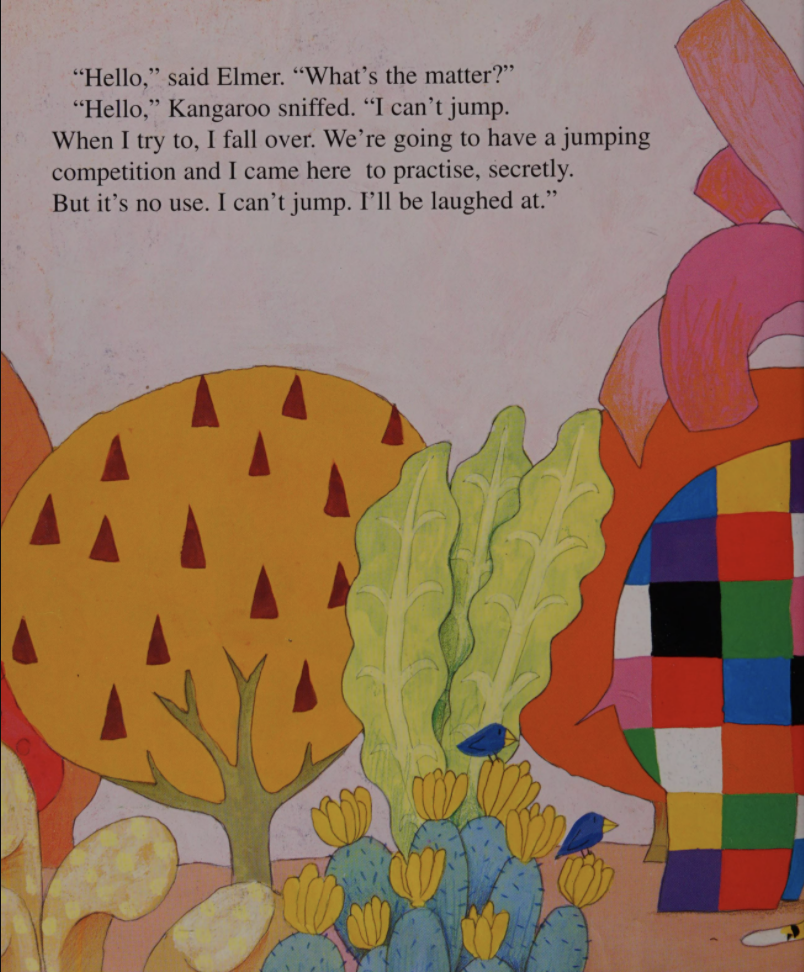 “Hello,” said Elmer. “What’s the matter?”
“Hello,” Kangaroo sniffed. “I can’t jump.
When I try to, I fall over. We’re going to have a jumping
competition and I came here to practise, secretly.
But it’s no use. I can’t jump. I’ll be laughed at.”